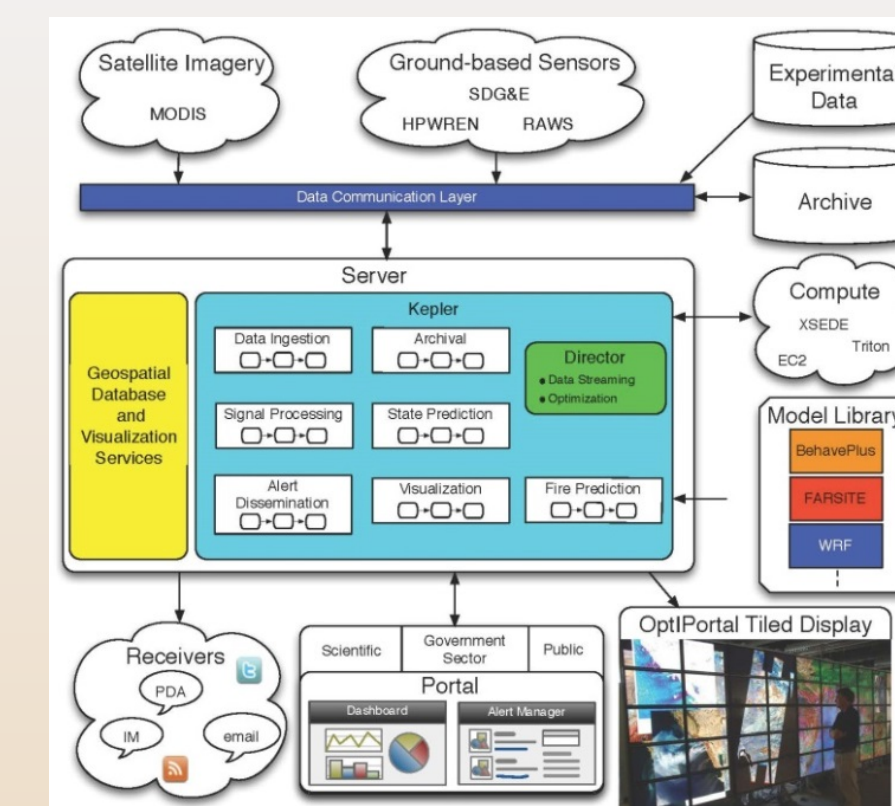 Satellite Imagery
MODIS
Ground-based Sensors
SDG&E
HPWREN RAWS
Experimenta
Data
Data Communication Layer
Archive
Server
Geospatial
Database
and
Visualization
Services
Kepler
Data Ingestion
Archival
Director
• Data Streaming
• Optimization
Signal Processing
State Prediction
Alert
Dissemination
Visualization
Fire Prediction
Compute
XSEDE
EC2 Triton
Model Library
BehavePlus
FARSITE
WRF
Receivers
PDA
IM
email
Scientific
Government
Sector
Public
Portal
Dashboard
Alert Manager
OptIPortal Tiled Display